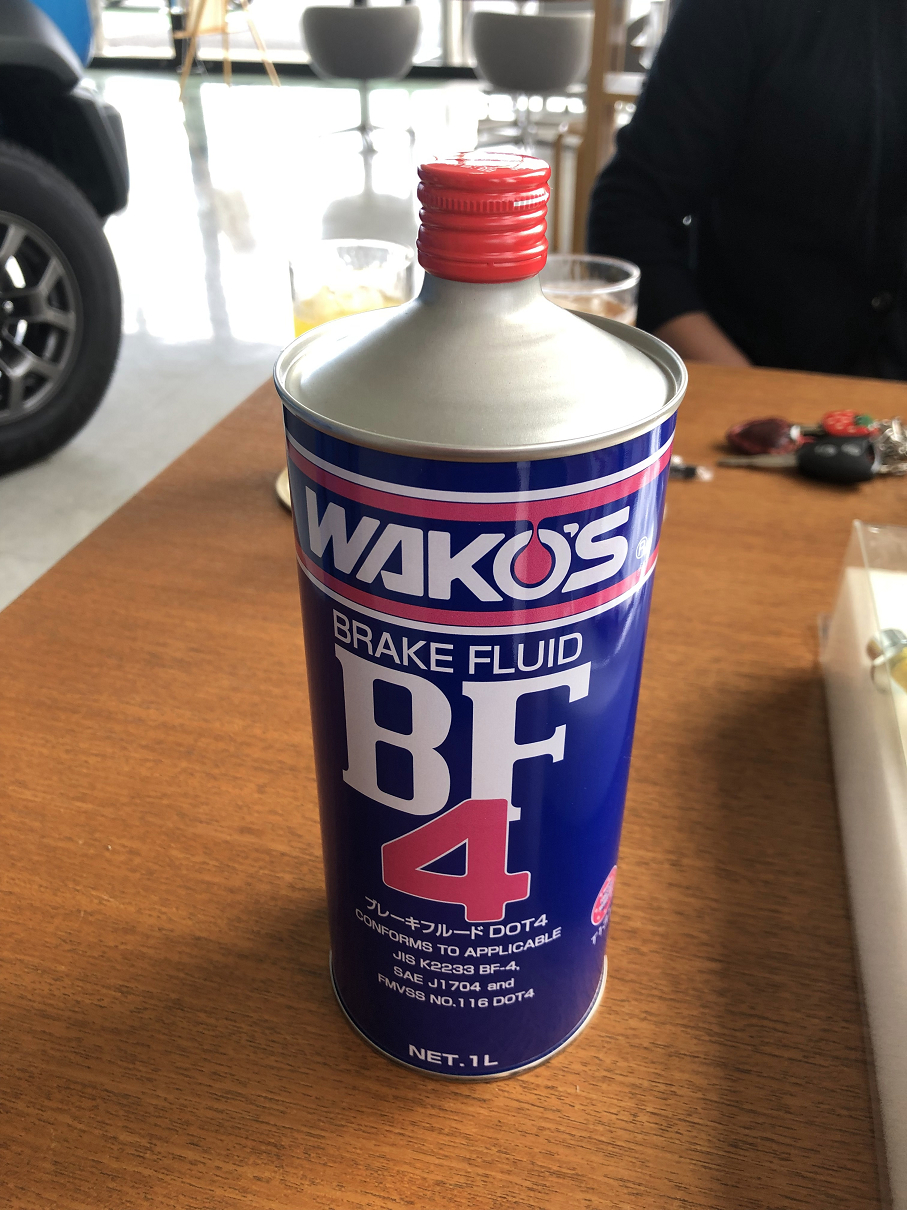 WAKO'S®
BRAKE FLUID
BF
4
ブレーキフルード DOT4
CONFORMS TO APPLICABLE
JIS K2233 BF-4,
SAE J1704 and
FMVSS NO.116 DOT4
NET.1L